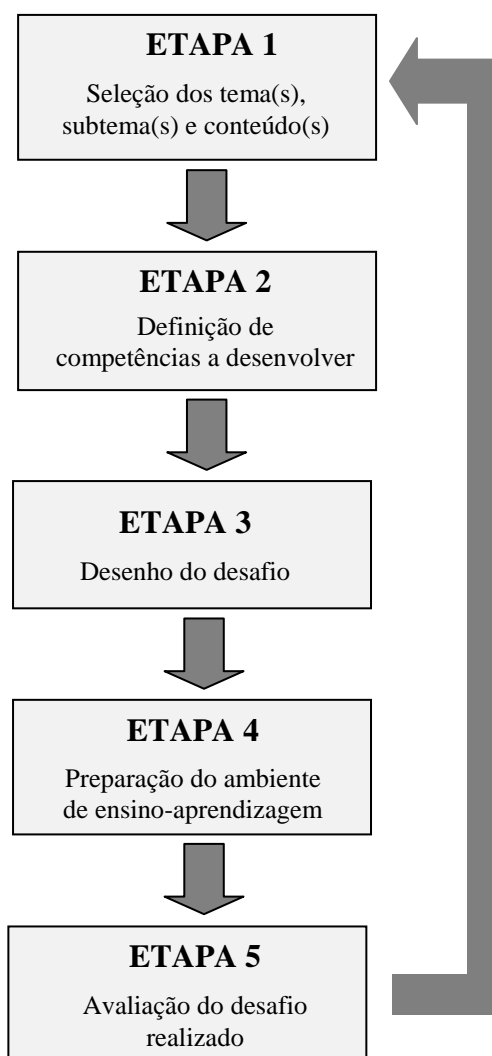 ETAPA 1
Seleção dos tema(s),
subtema(s) e conteúdo(s)
ETAPA 2
Definição de
competências a desenvolver
ETAPA 3
Desenho do desafio
ETAPA 4
Preparação do ambiente
de ensino-aprendizagem
ETAPA 5
Avaliação do desafio
realizado